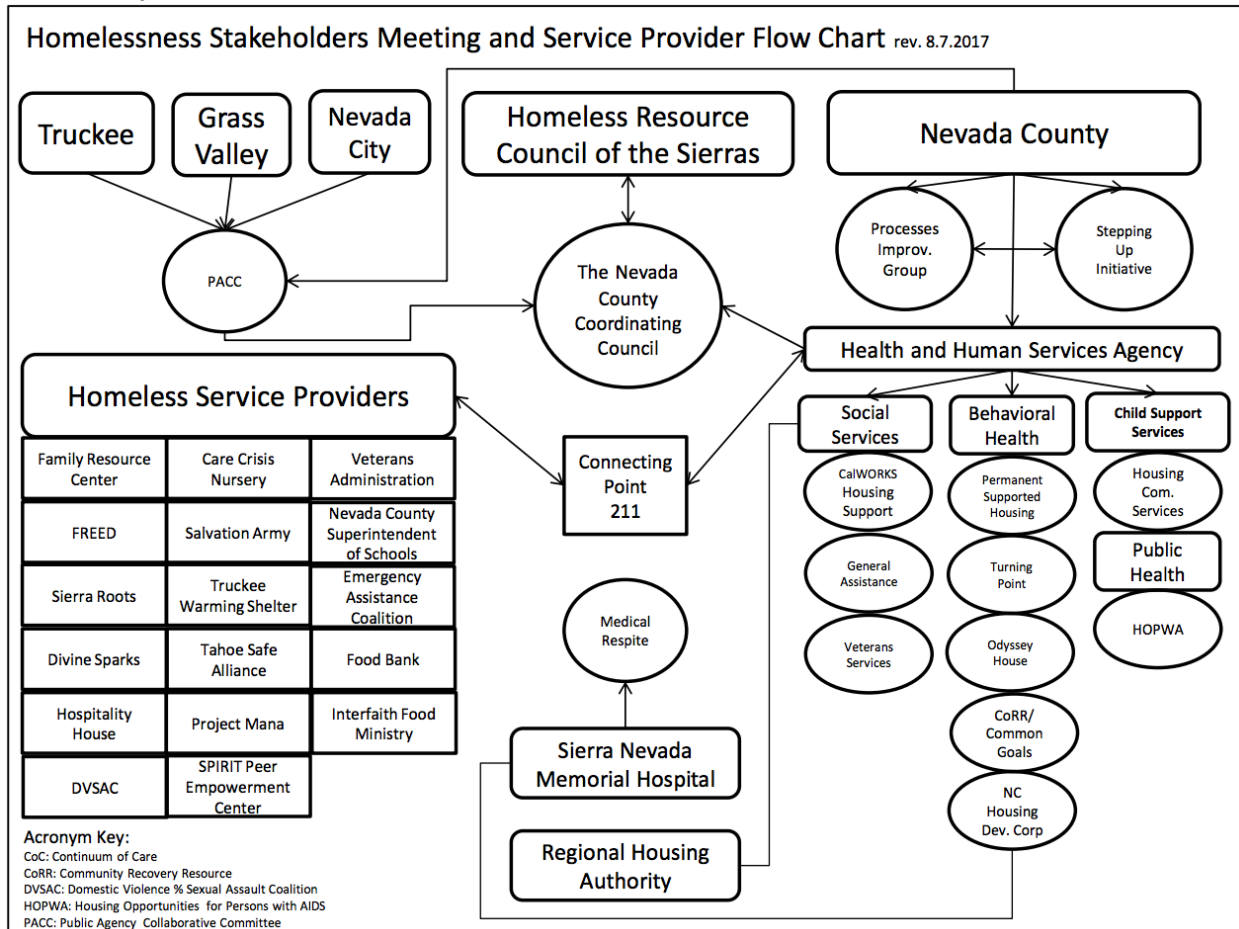 Homelessness Stakeholders Meeting and Service Provider Flow Chart rev. 8.7.2017
Truckee
Grass
Valley
Nevada
City
Homeless Resource
Council of the Sierras
Nevada County
PACC
The Nevada
County
Coordinating
Council
Processes
Improv.
Group
Stepping
Up
Initiative
Health and Human Services Agency
Homeless Service Providers
Family Resource
Center
Care Crisis
Nursery
Veterans
Administration
FREED
Salvation Army
Nevada County
Superintendent
of Schools
Sierra Roots
Truckee
Warming Shelter
Emergency
Assistance
Coalition
Divine Sparks
Tahoe Safe
Alliance
Food Bank
Hospitality
House
Project Mana
Interfaith Food
Ministry
DVSAC
SPIRIT Peer
Empowerment
Center
Connecting
Point
211
Medical
Respite
Sierra Nevada
Memorial Hospital
Regional Housing
Authority
Social
Services
CalWORKS
Housing
Support
General
Assistance
Veterans
Services
Behavioral
Health
Permanent
Supported
Housing
Turning
Point
Odyssey
House
CoRR/
Common
Goals
NC
Housing
Dev. Corp
Child Support
Services
Housing
Com.
Services
Public
Health
HOPWA
Acronym Key:
CoC: Continuum of Care
CoRR: Community Recovery Resource
DVSAC: Domestic Violence % Sexual Assault Coalition
HOPWA: Housing Opportunities for Persons with AIDS
PACC: Public Agency Collaborative Committee